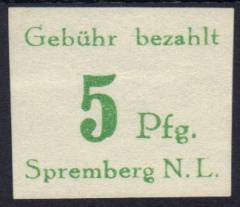 Gebühr bezahlt
5 Pfg.
Spremberg N.L.